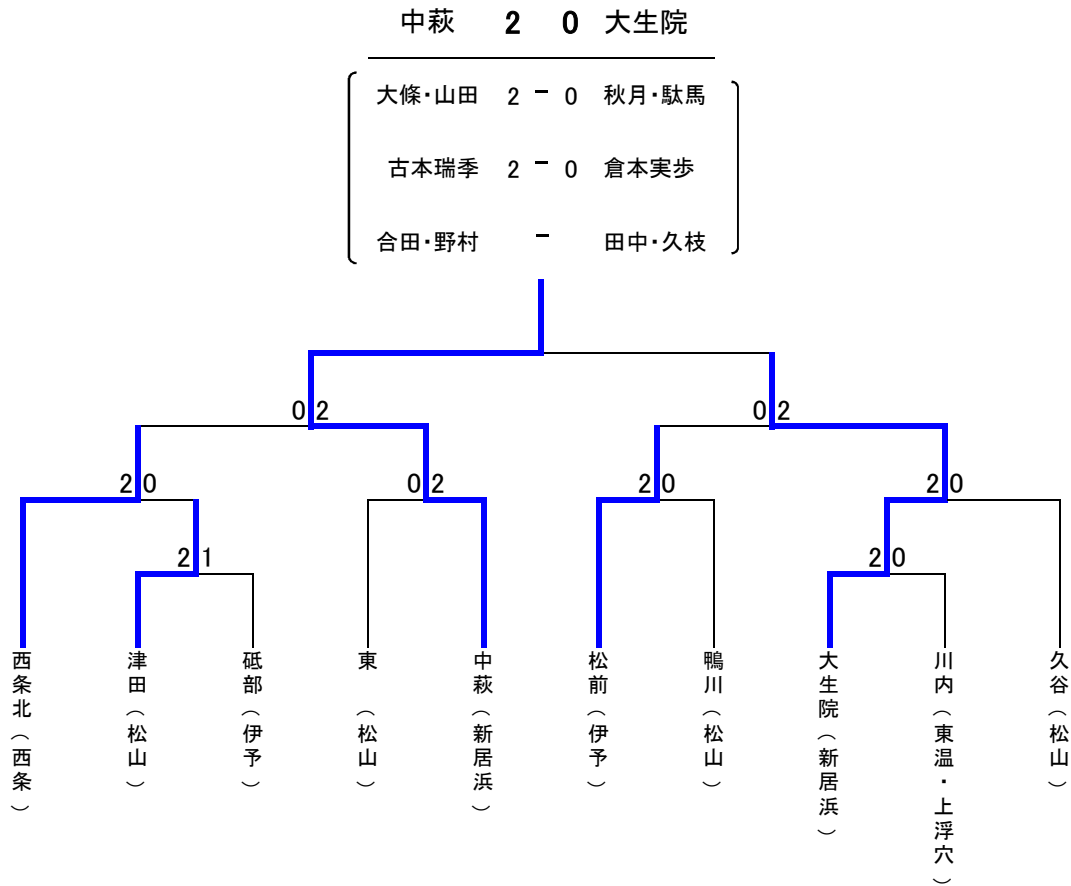 中萩 2 0 大生院
大條・山田 2 - 0 秋月・駄馬
古本瑞季 2 - 0 倉本実歩
合田・野村 - 田中・久枝
0 2 0 2
2 0 0 2 2 0 2 0
2 1 2 0
西条北(西条)
津田(松山)
砥部(伊予)
東 (松山)
中萩(新居浜)
松前(伊予)
鴨川(松山)
大生院(新居浜)
川内(東温・上浮穴)
久谷(松山)